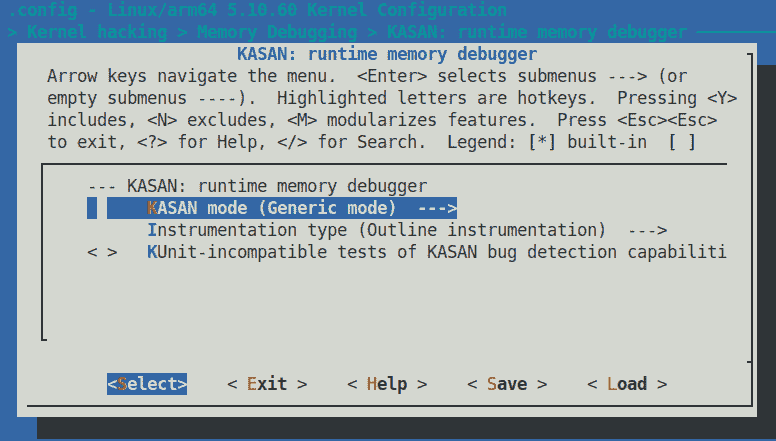 .config - Linux/arm64 5.10.60 Kernel Configuration
> Kernel hacking > Memory Debugging > KASAN: runtime memory debugger
KASAN: runtime memory debugger
Arrow keys navigate the menu.  <Enter> selects submenus ---> (or
empty submenus ----).  Highlighted letters are hotkeys.  Pressing <Y>
includes, <N> excludes, <M> modularizes features.  Press <Esc><Esc>
to exit, <?> for Help, </> for Search.  Legend: [*] built-in  [ ]
--- KASAN: runtime memory debugger
KASAN mode (Generic mode)  --->
Instrumentation type (Outline instrumentation)  --->
< >   KUnit-incompatible tests of KASAN bug detection capabiliti
<Select>    < Exit >    < Help >    < Save >    < Load >